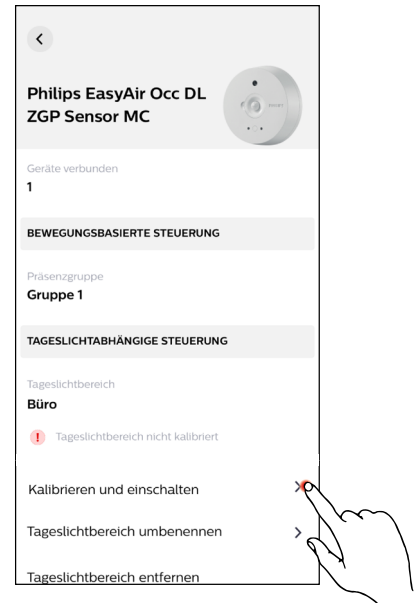 Philips EasyAir Occ DL
ZGP Sensor MC
Geräte verbunden
1
BEWEGUNGSBASIERTE STEUERUNG
Präsenzgruppe
Gruppe 1
TAGESLICHTABHÄNGIGE STEUERUNG
Tageslichtbereich
Büro
! Tageslichtbereich nicht kalibriert
Kalibrieren und einschalten
Tageslichtbereich umbenennen
Tageslichtbereich entfernen